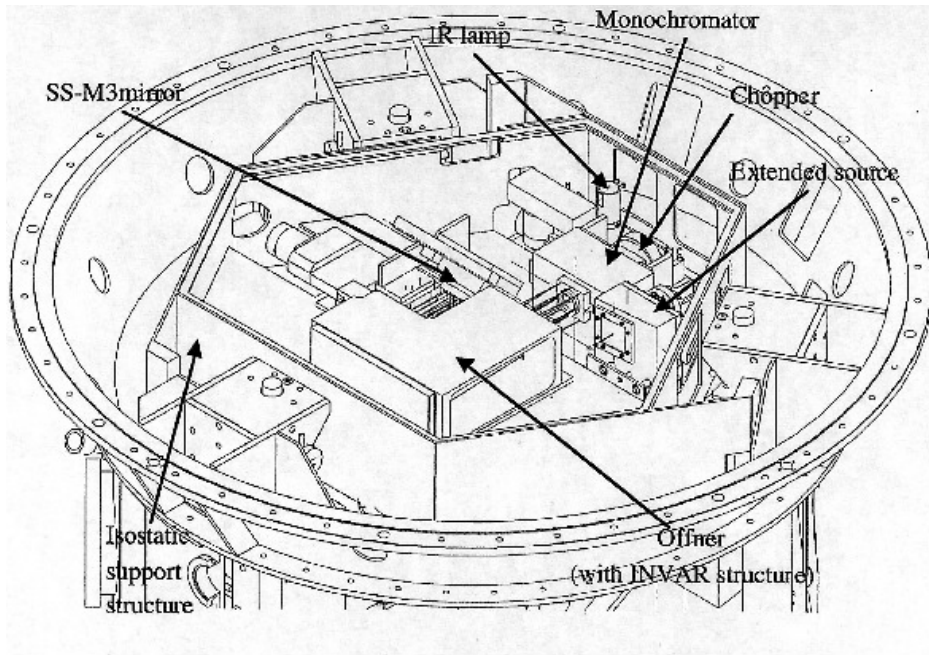 Monochromator
IR lamp
SS-M3mirror
Chopper
Extended source
Isostatic
support
structure
Offner
(with INVAR structure)